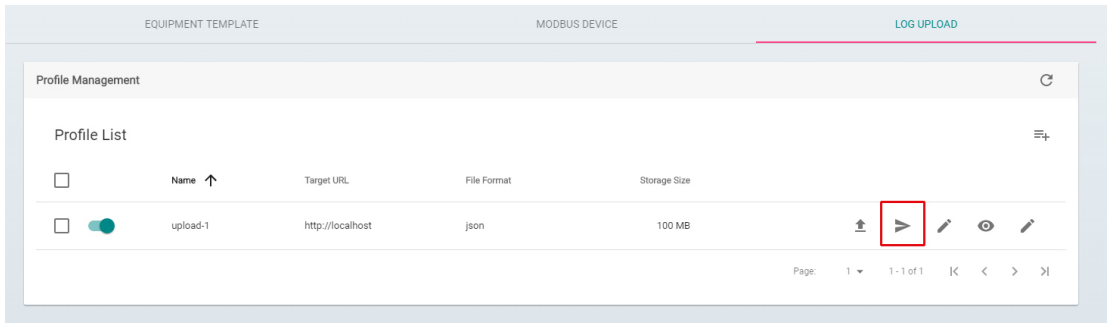 EQUIPMENT TEMPLATE MODBUS DEVICE LOG UPLOAD
Profile Management
Profile List
Name Target URL File Format Storage Size
upload-1 http://localhost json 100 MB
Page: 1 1 - 1 of 1